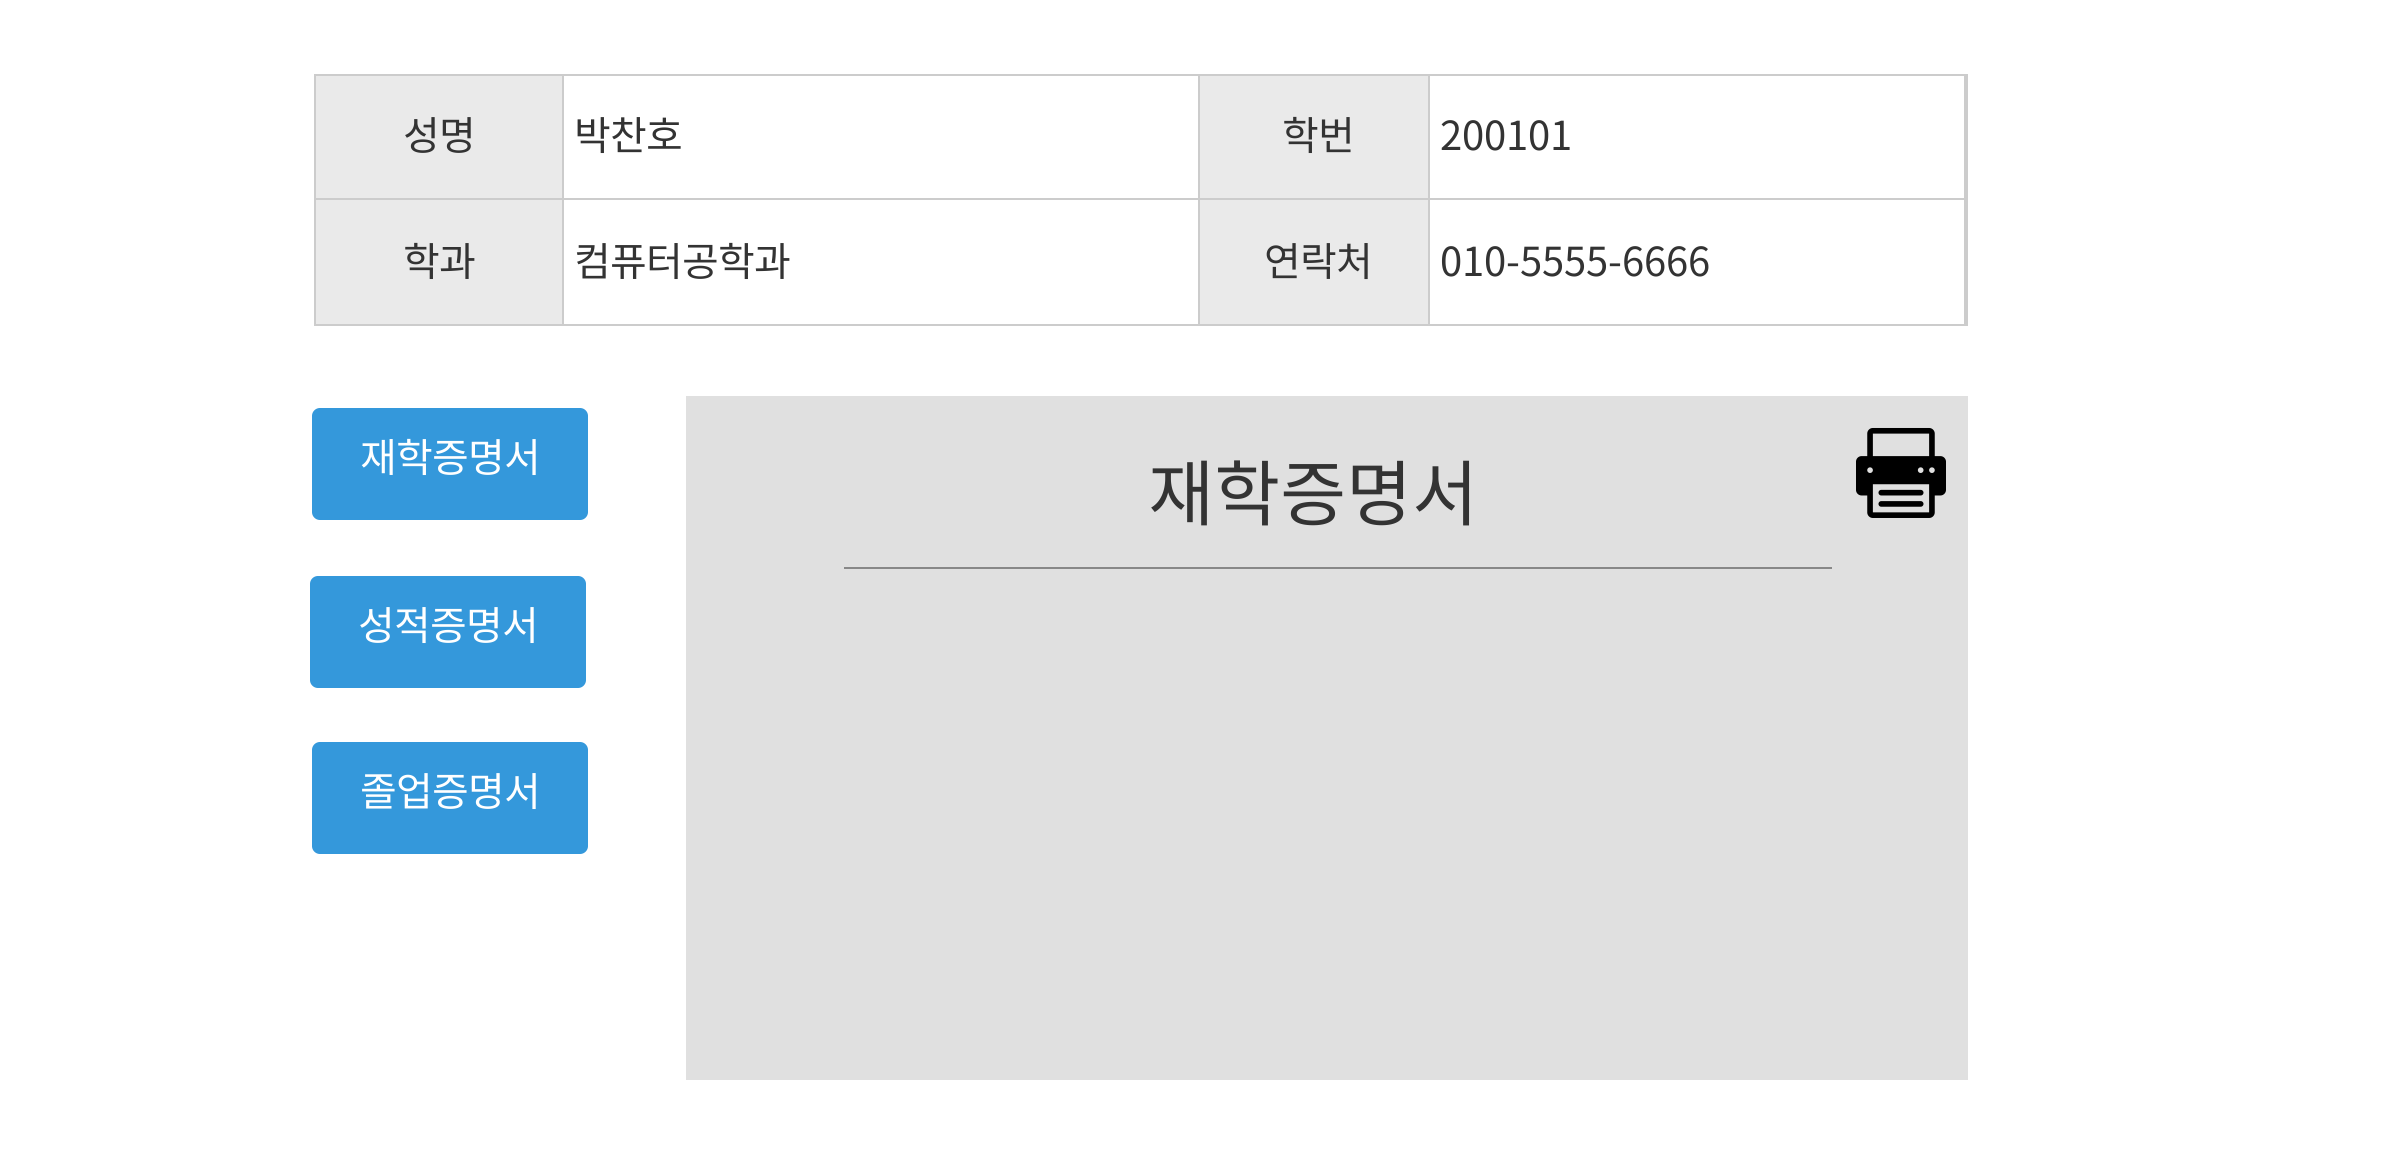 성명 박찬호 학번 200101
학과 컴퓨터공학과 연락처 010-5555-6666
재학증명서
성적증명서
졸업증명서
재학증명서